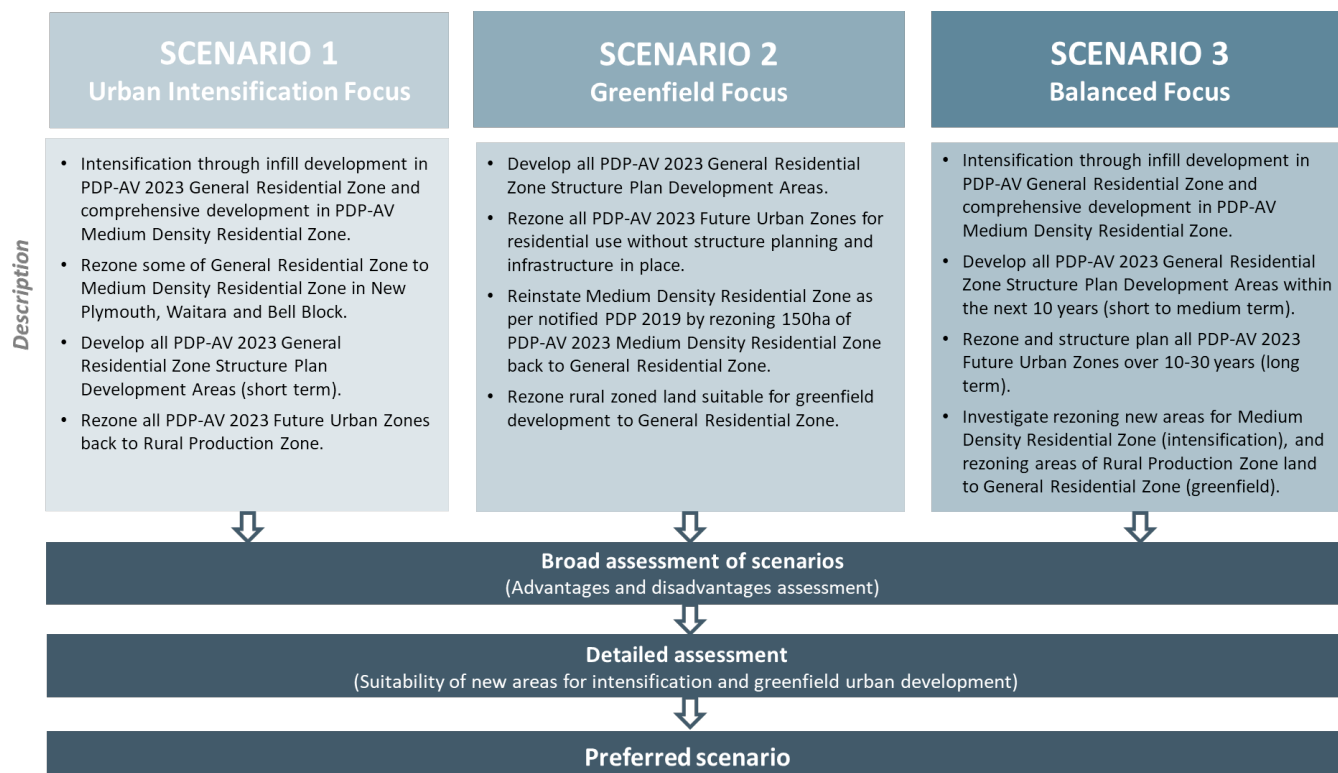 SCENARIO 1
Urban Intensification Focus
SCENARIO 2
Greenfield Focus
SCENARIO 3
Balanced Focus
Description
• Intensification through infill development in
PDP-AV 2023 General Residential Zone and
comprehensive development in PDP-AV
Medium Density Residential Zone.
• Rezone some of General Residential Zone to
Medium Density Residential Zone in New
Plymouth, Waitara and Bell Block.
• Develop all PDP-AV 2023 General
Residential Zone Structure Plan
Development Areas (short term).
• Rezone all PDP-AV 2023 Future Urban Zones
back to Rural Production Zone.
• Develop all PDP-AV 2023 General Residential
Zone Structure Plan Development Areas.
• Rezone all PDP-AV 2023 Future Urban Zones for
residential use without structure planning and
infrastructure in place.
• Reinstate Medium Density Residential Zone as
per notified PDP 2019 by rezoning 150ha of
PDP-AV 2023 Medium Density Residential Zone
back to General Residential Zone.
• Rezone rural zoned land suitable for greenfield
development to General Residential Zone.
• Intensification through infill development in
PDP-AV General Residential Zone and
comprehensive development in PDP-AV
Medium Density Residential Zone.
• Develop all PDP-AV 2023 General Residential
Zone Structure Plan Development Areas within
the next 10 years (short to medium term).
• Rezone and structure plan all PDP-AV 2023
Future Urban Zones over 10-30 years (long
term).
• Investigate rezoning new areas for Medium
Density Residential Zone (intensification), and
rezoning areas of Rural Production Zone land
to General Residential Zone (greenfield).
Broad assessment of scenarios
(Advantages and disadvantages assessment)
Detailed assessment
(Suitability of new areas for intensification and greenfield urban development)
Preferred scenario